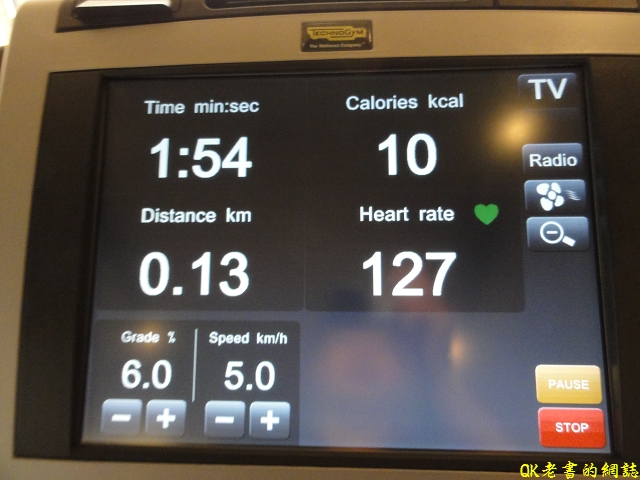 TECHNOGYM
The Wellness Company
TV
Time min:sec
Calories kcal
1:54
10
Radio
Distance km
Heart rate
0.13
127
Grade %
Speed km/h
6.0
5.0
− + − +
PAUSE
STOP
QK老書的網誌